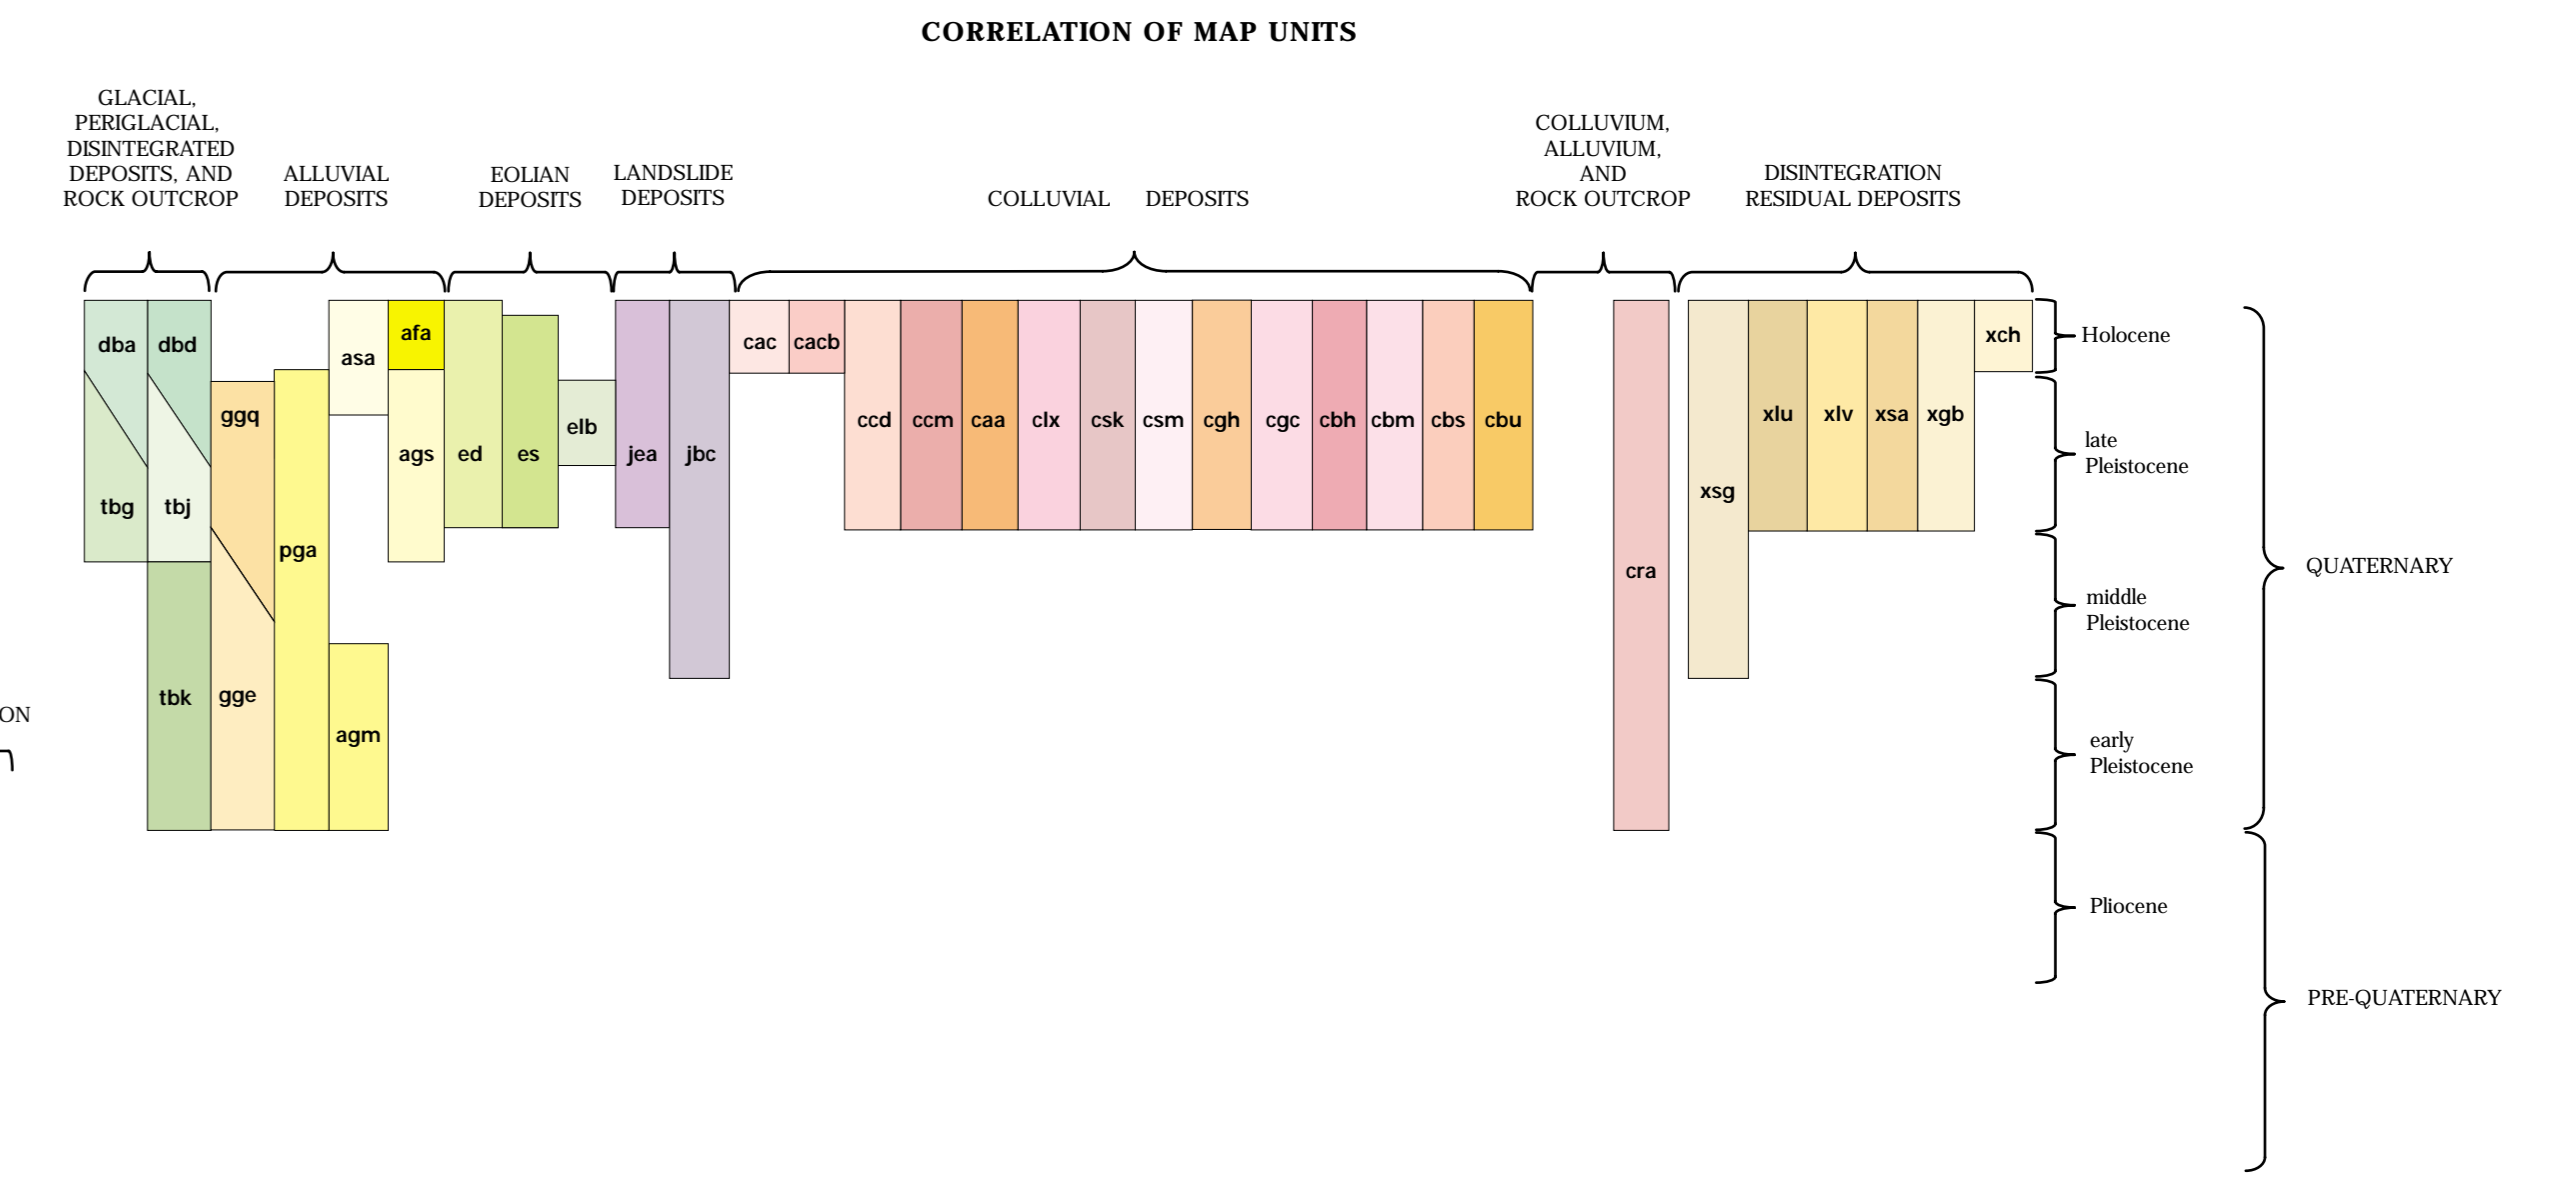 CORRELATION OF MAP UNITS
GLACIAL,
PERIGLACIAL,
DISINTEGRATED
DEPOSITS, AND
ROCK OUTCROP
ALLUVIAL
DEPOSITS
EOLIAN
DEPOSITS
LANDSLIDE
DEPOSITS
COLLUVIAL DEPOSITS
COLLUVIUM,
ALLUVIUM,
AND
ROCK OUTCROP
DISINTEGRATION
RESIDUAL DEPOSITS
dba
dbd
tbg
tbj
tbk
ggq
gge
pga
asa
agm
afa
ags
ed
es
elb
jea
jbc
cac
cacb
ccd
ccm
caa
clx
csk
csm
cgh
cgc
cbh
cbm
cbs
cbu
cra
xsg
xlu
xlv
xsa
xgb
xch
Holocene
late
Pleistocene
middle
Pleistocene
early
Pleistocene
Pliocene
QUATERNARY
PRE-QUATERNARY
ON